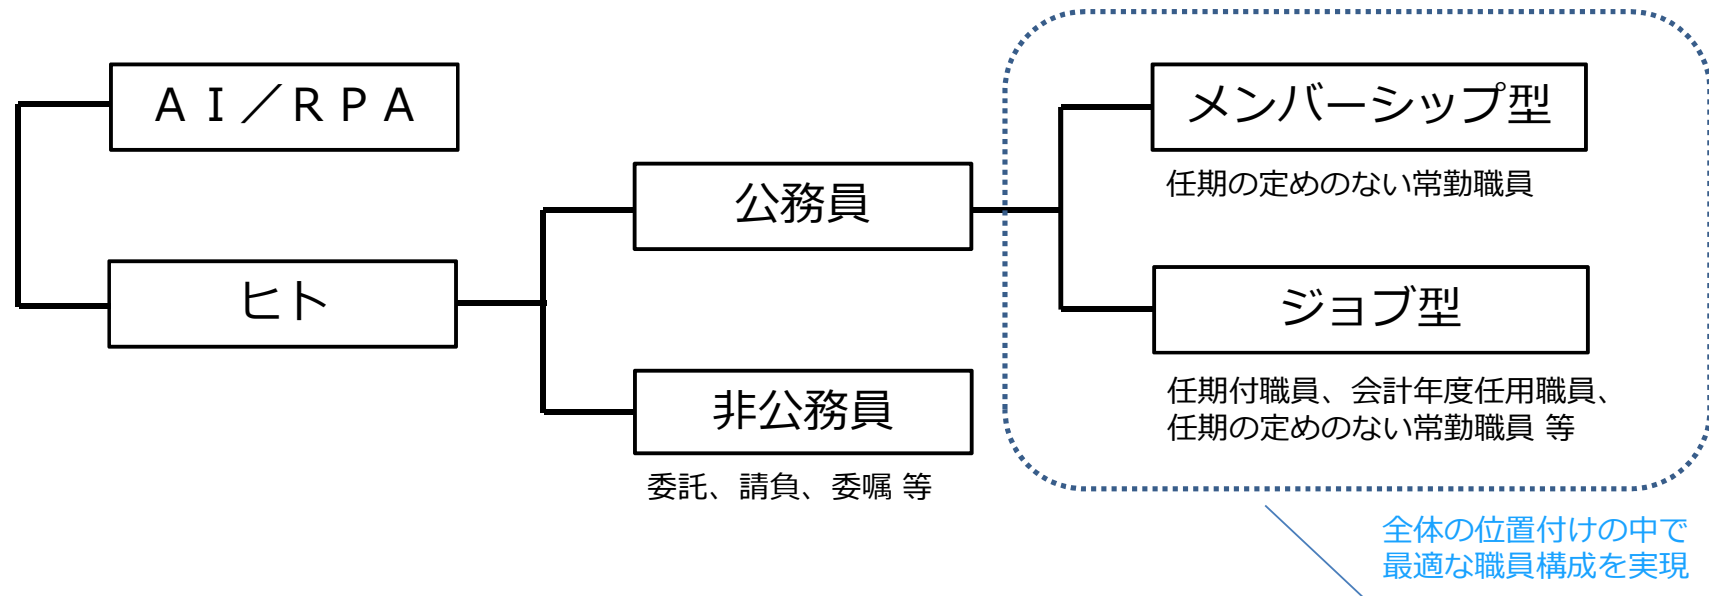 ＡＩ／ＲＰＡ
ヒト
公務員
非公務員
委託、請負、委嘱 等
メンバーシップ型
任期の定めのない常勤職員
ジョブ型
任期付職員、会計年度任用職員、
任期の定めのない常勤職員 等
全体の位置付けの中で
最適な職員構成を実現